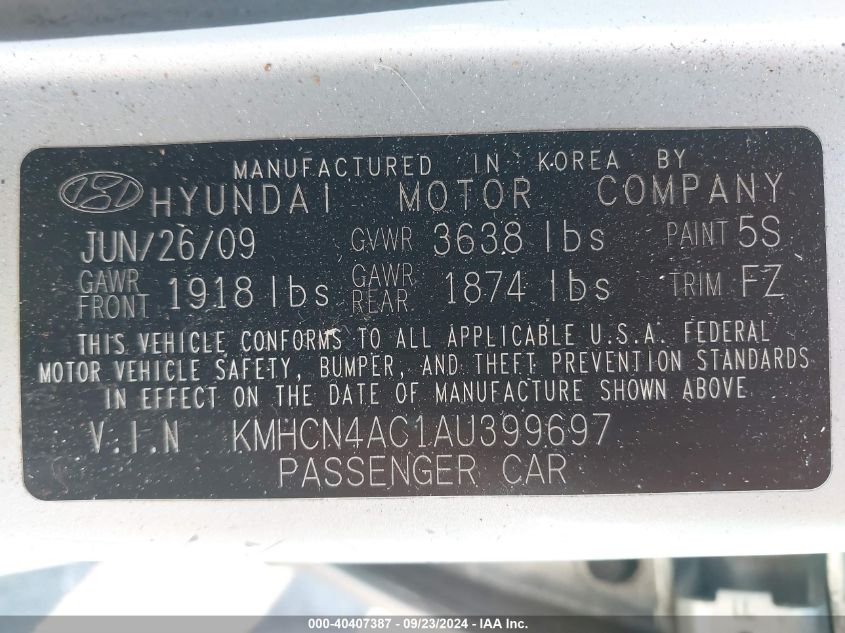 MANUFACTURED IN KOREA BY
HYUNDAI MOTOR COMPANY
JUN/26/09 GVWR 3638 lbs PAINT 5S
GAWR FRONT 1918 lbs GAWR REAR 1874 lbs TRIM FZ
THIS VEHICLE CONFORMS TO ALL APPLICABLE U.S.A. FEDERAL
MOTOR VEHICLE SAFETY, BUMPER, AND THEFT PREVENTION STANDARDS
IN EFFECT ON THE DATE OF MANUFACTURE SHOWN ABOVE
V.I.N KMHCN4AC1AU399697
PASSENGER CAR
000-40407387 - 09/23/2024 - IAA Inc.